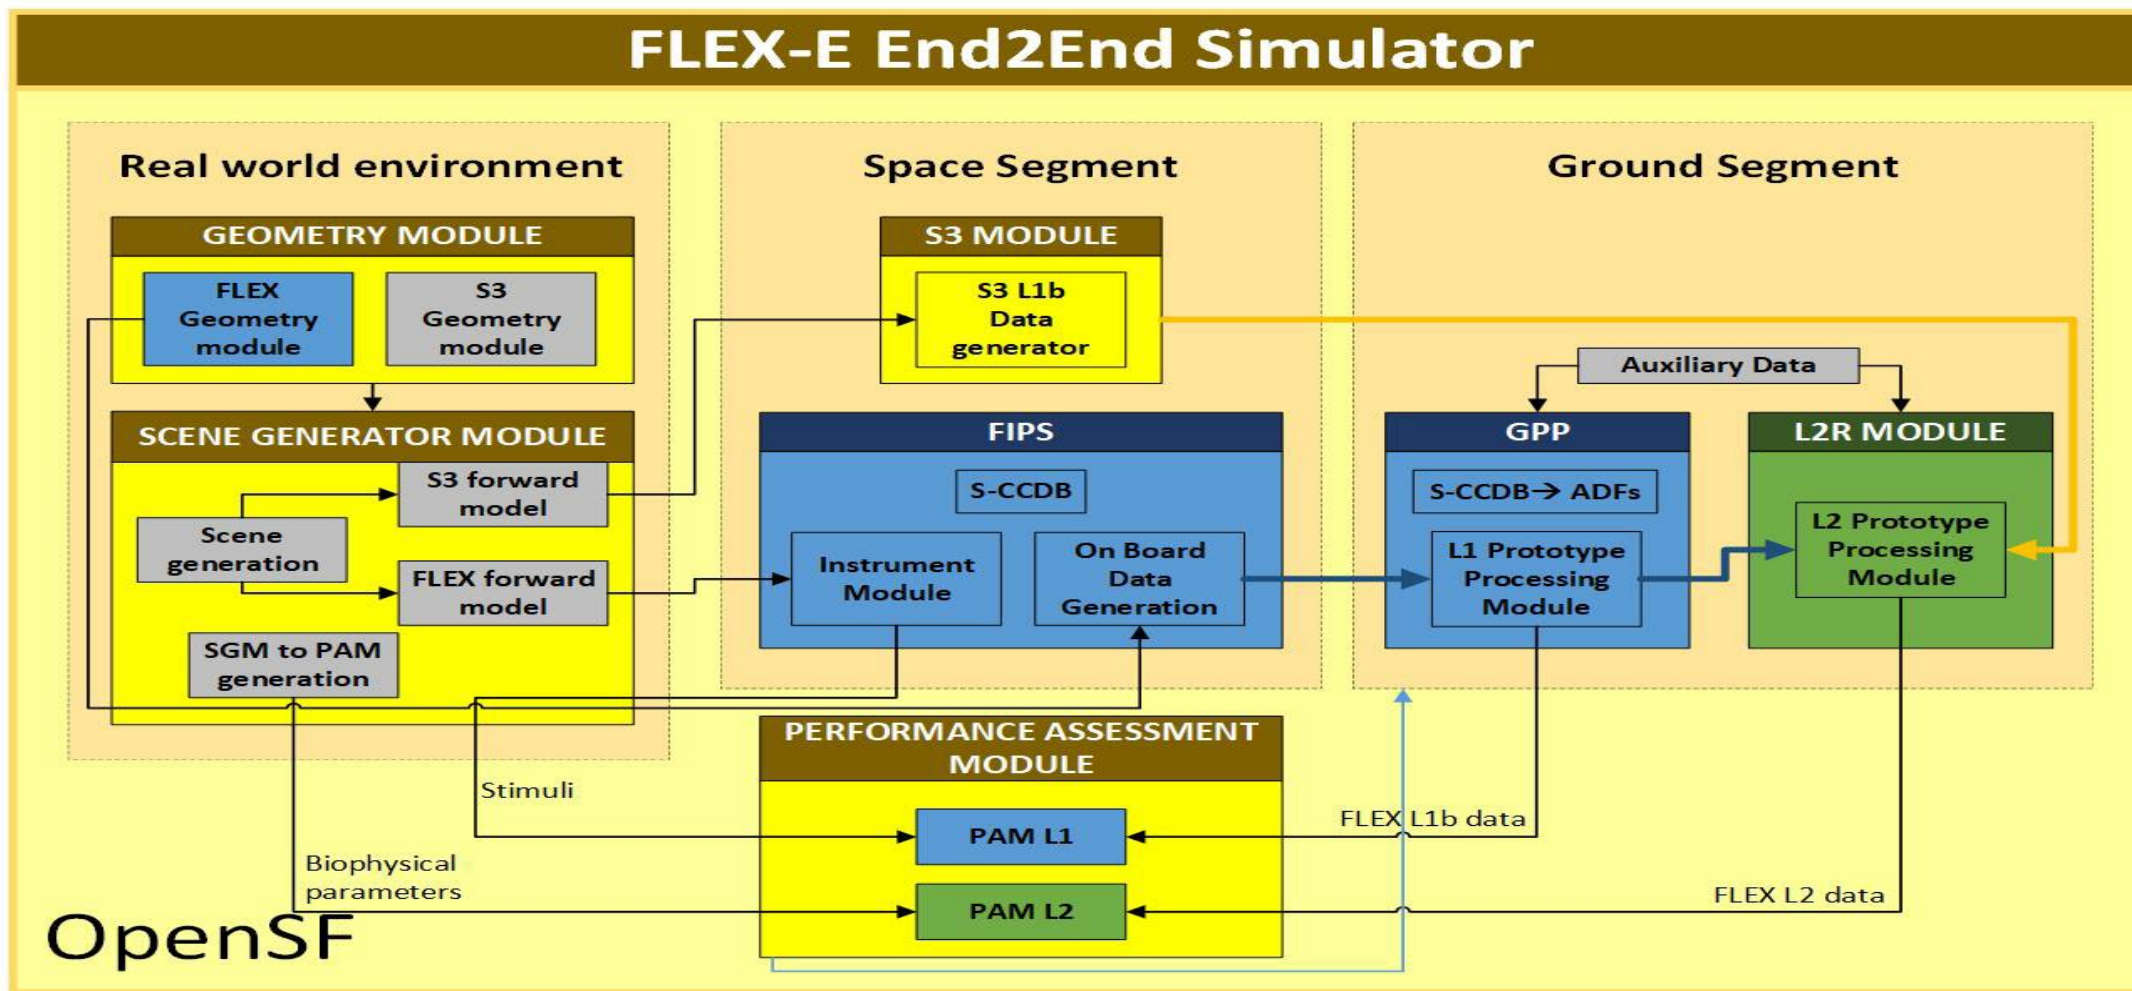 FLEX-E End2End Simulator
Real world environment
GEOMETRY MODULE
FLEX
Geometry
module
S3
Geometry
module
SCENE GENERATOR MODULE
S3 forward
model
Scene
generation
FLEX forward
model
SGM to PAM
generation
Space Segment
S3 MODULE
S3 L1b
Data
generator
FIPS
S-CCDB
Instrument
Module
On Board
Data
Generation
Ground Segment
Auxiliary Data
GPP
S-CCDB→ ADFs
L1 Prototype
Processing
Module
L2R MODULE
L2 Prototype
Processing
Module
PERFORMANCE ASSESSMENT
MODULE
Stimuli
PAM L1
FLEX L1b data
Biophysical
parameters
PAM L2
FLEX L2 data
OpenSF